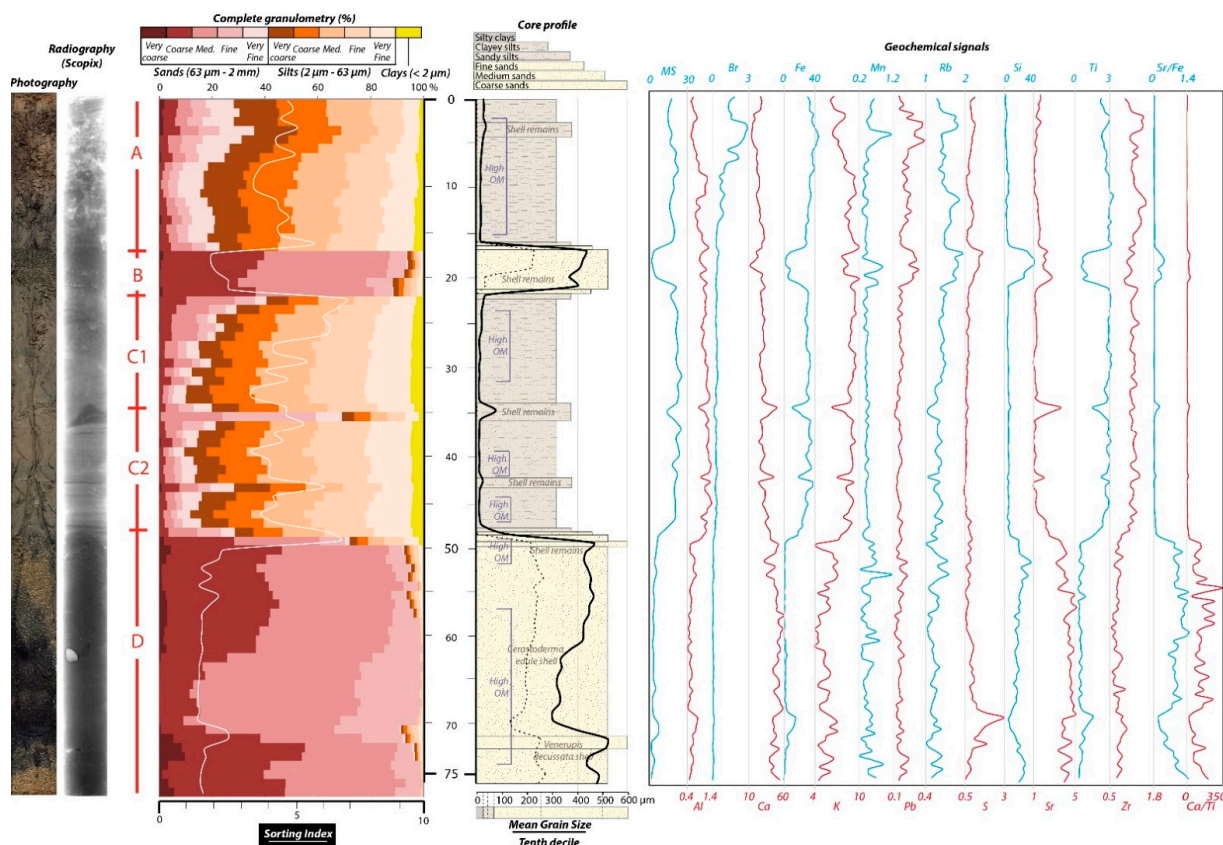 Complete granulometry (%)
Core profile
Radiography
(Scopix)
Photography
Very coarse
Coarse
Med.
Fine
Very Fine
Very coarse
Coarse
Med.
Fine
Very Fine
Sands (63 µm - 2 mm)
Silts (2 µm - 63 µm)
Clays (< 2 µm)
Silty clays
Clayey silts
Sandy silts
Fine sands
Medium sands
Coarse sands
Geochemical signals
MS Br Fe Mn Rb Si Ti Sr/Fe
0 30 0 3 0 40 0.2 1.2 0 2 0 40 0 3 0 1.4
0 20 40 60 80 100 %
A
B
C1
C2
D
0
10
20
30
40
50
60
70
75
Shell remains
High OM
Shell remains
High OM
Shell remains
High OM
Shell remains
High OM
High OM
Shell remains
Cerastoderma
edule shell
High OM
Venerupis
decussata shell
0 5 10
Sorting Index
0 100 200 300 400 500 600 µm
Mean Grain Size
Tenth decile
0.4 1.4 10 60 4 10 0.1 0.4 0.5 3 1 5 0.5 1.8 0 350
Al Ca K Pb S Sr Zr Ca/Ti